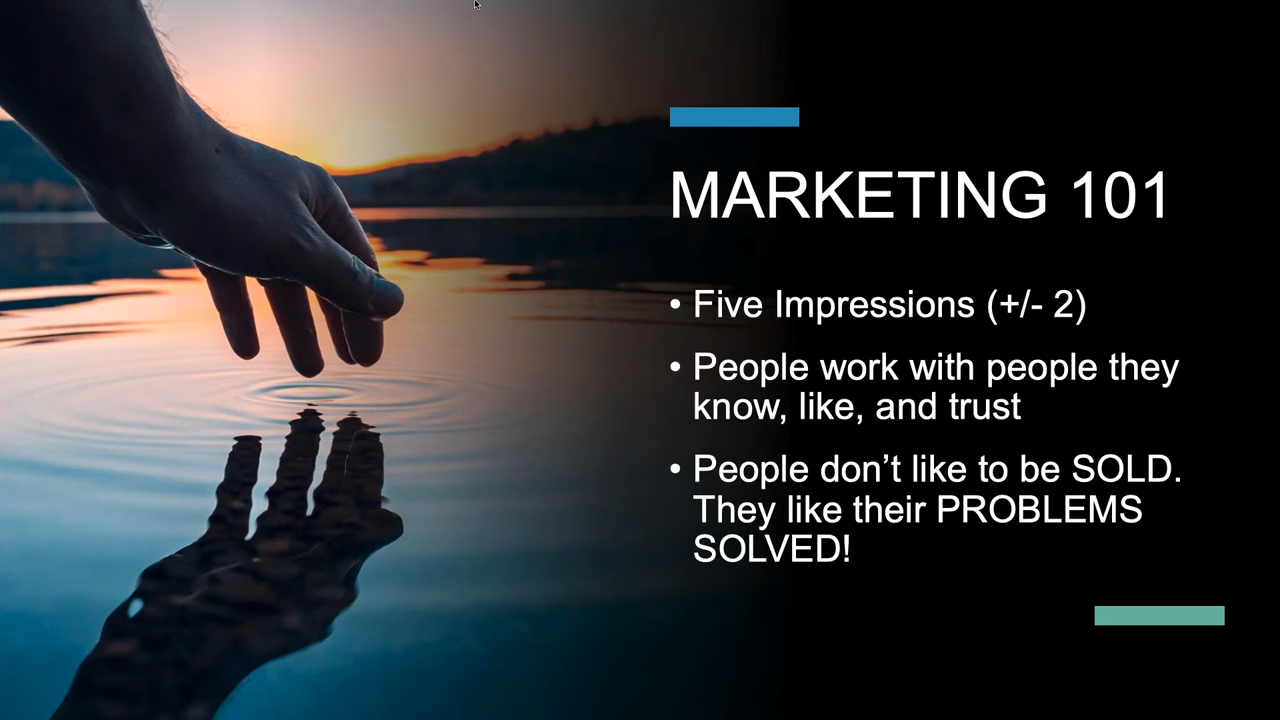 MARKETING 101
• Five Impressions (+/- 2)
• People work with people they
know, like, and trust
• People don’t like to be SOLD.
They like their PROBLEMS
SOLVED!